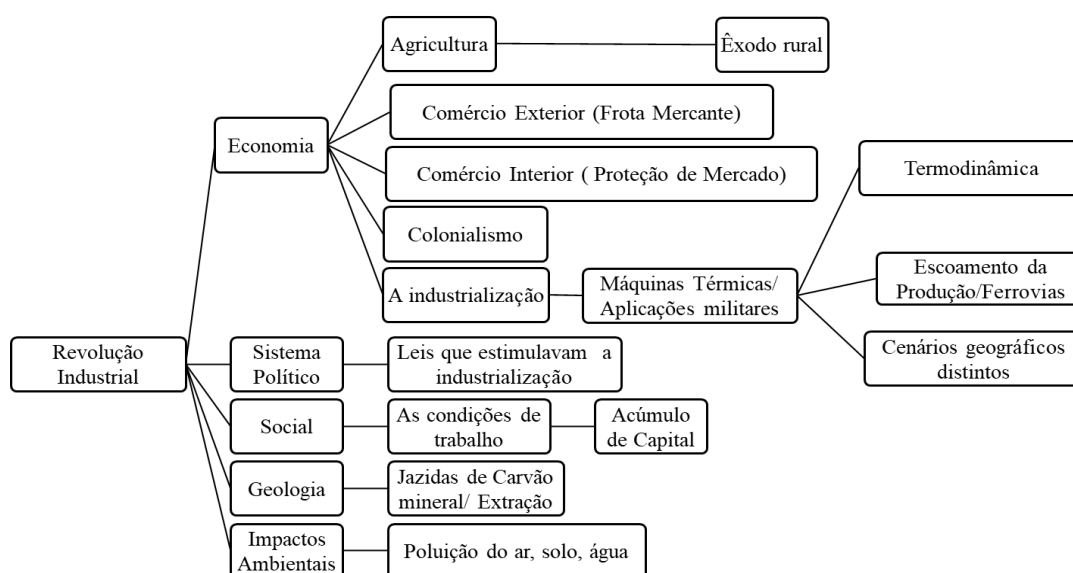 Agricultura
Êxodo rural
Comércio Exterior (Frota Mercante)
Economia
Comércio Interior ( Proteção de Mercado)
Termodinâmica
Colonialismo
A industrialização
Máquinas Térmicas/
Aplicações militares
Escoamento da
Produção/Ferrovias
Cenários geográficos
distintos
Revolução
Industrial
Sistema
Político
Leis que estimulavam a
industrialização
Social
As condições de
trabalho
Acúmulo
de Capital
Geologia
Jazidas de Carvão
mineral/ Extração
Impactos
Ambientais
Poluição do ar, solo, água